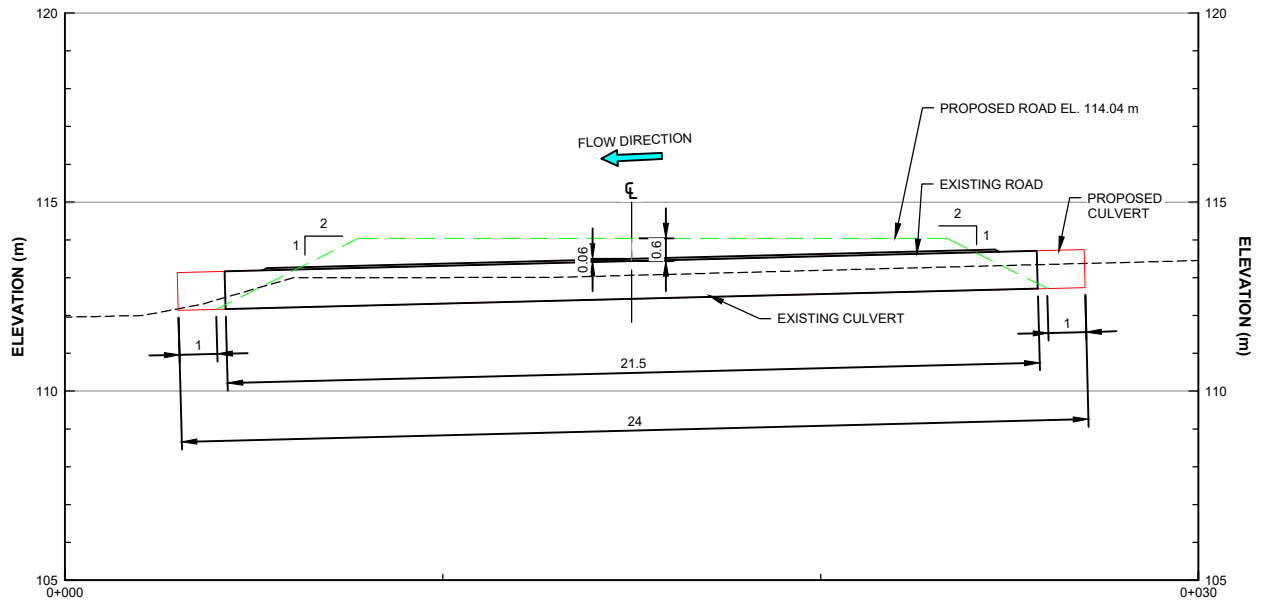 120
120
PROPOSED ROAD EL. 114.04 m
FLOW DIRECTION
EXISTING ROAD
PROPOSED
CULVERT
115
115
2
1
2
1
0.06
0.6
ELEVATION (m)
ELEVATION (m)
EXISTING CULVERT
1
1
21.5
110
110
24
105
105
0+000
0+030